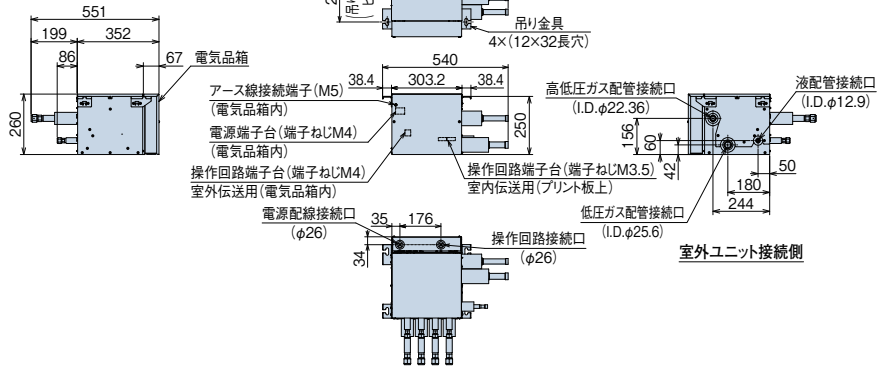 吊り金具
4×(12×32長穴)
551
199
352
86
67
電気品箱
260
540
38.4
303.2
38.4
250
アース線接続端子(M5)
(電気品箱内)
電源端子台(端子ねじM4)
(電気品箱内)
操作回路端子台(端子ねじM4)
室外伝送用(電気品箱内)
操作回路端子台(端子ねじM3.5)
室内伝送用(プリント板上)
高低圧ガス配管接続口
(I.D.φ22.36)
液配管接続口
(I.D.φ12.9)
156
60
42
50
180
244
低圧ガス配管接続口
(I.D.φ25.6)
室外ユニット接続側
電源配線接続口
(φ26)
35
176
34
操作回路接続口
(φ26)